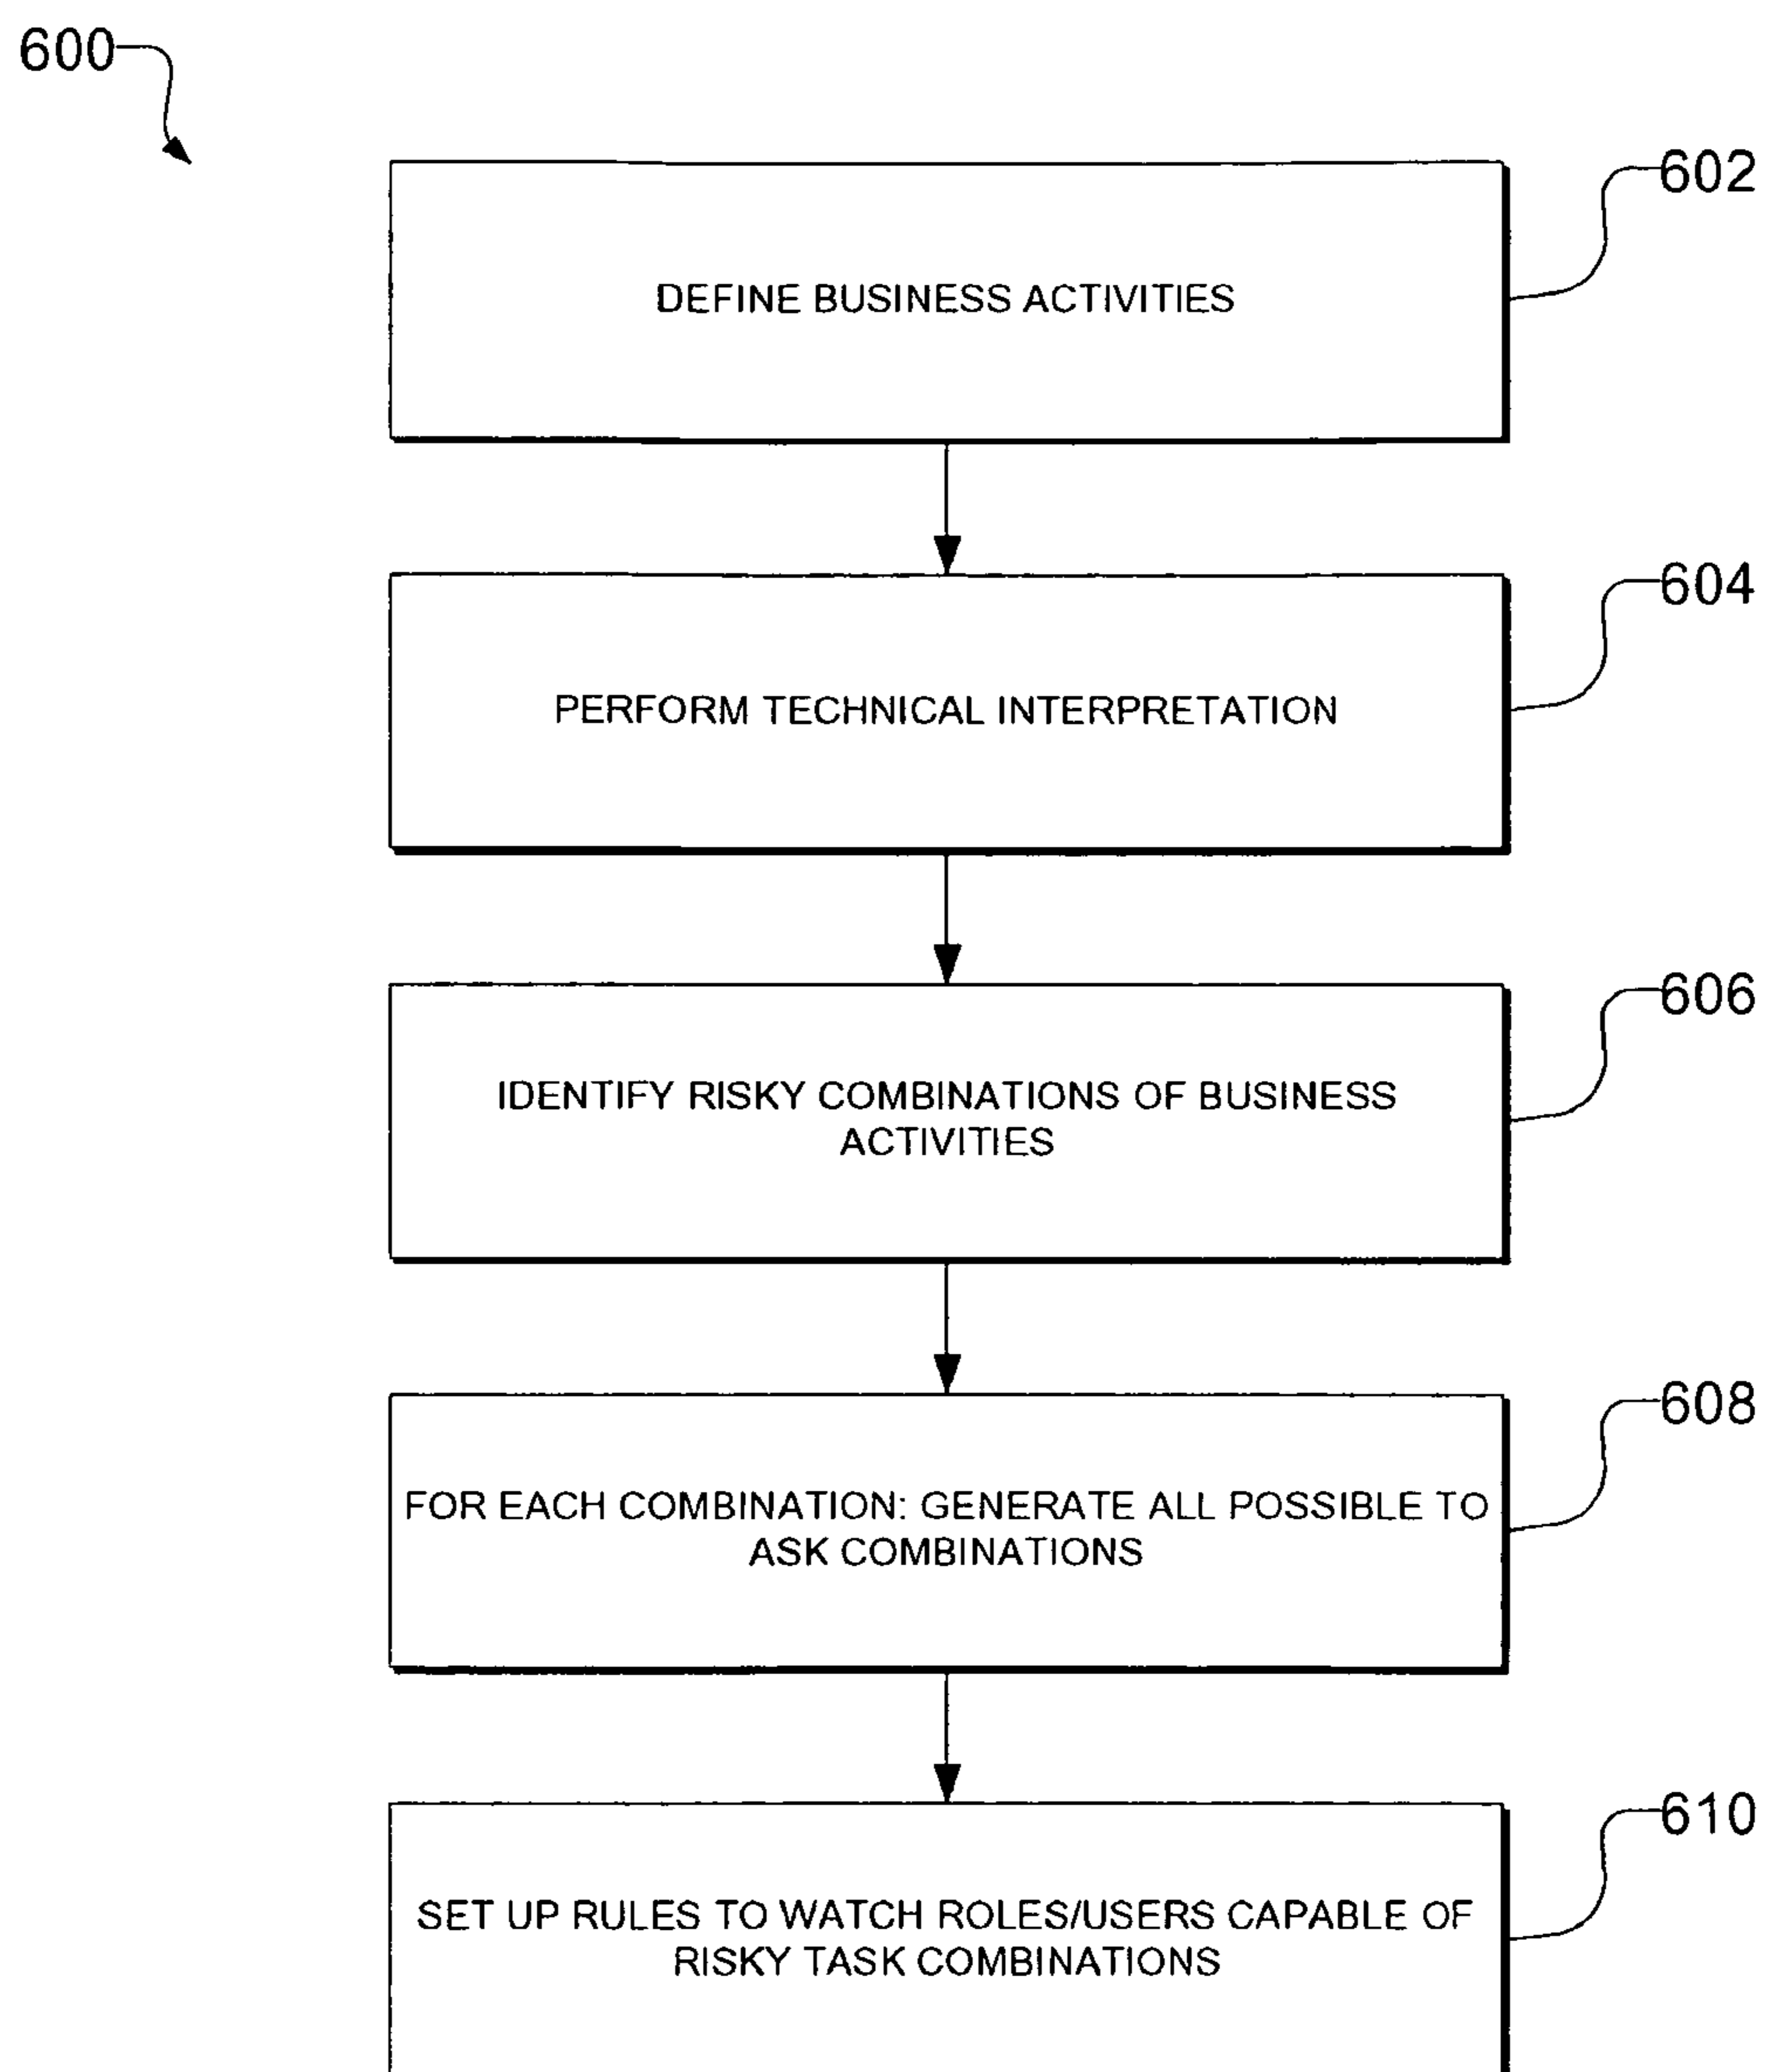 600
602
DEFINE BUSINESS ACTIVITIES
604
PERFORM TECHNICAL INTERPRETATION
606
IDENTIFY RISKY COMBINATIONS OF BUSINESS
ACTIVITIES
608
FOR EACH COMBINATION: GENERATE ALL POSSIBLE TO
ASK COMBINATIONS
610
SET UP RULES TO WATCH ROLES/USERS CAPABLE OF
RISKY TASK COMBINATIONS